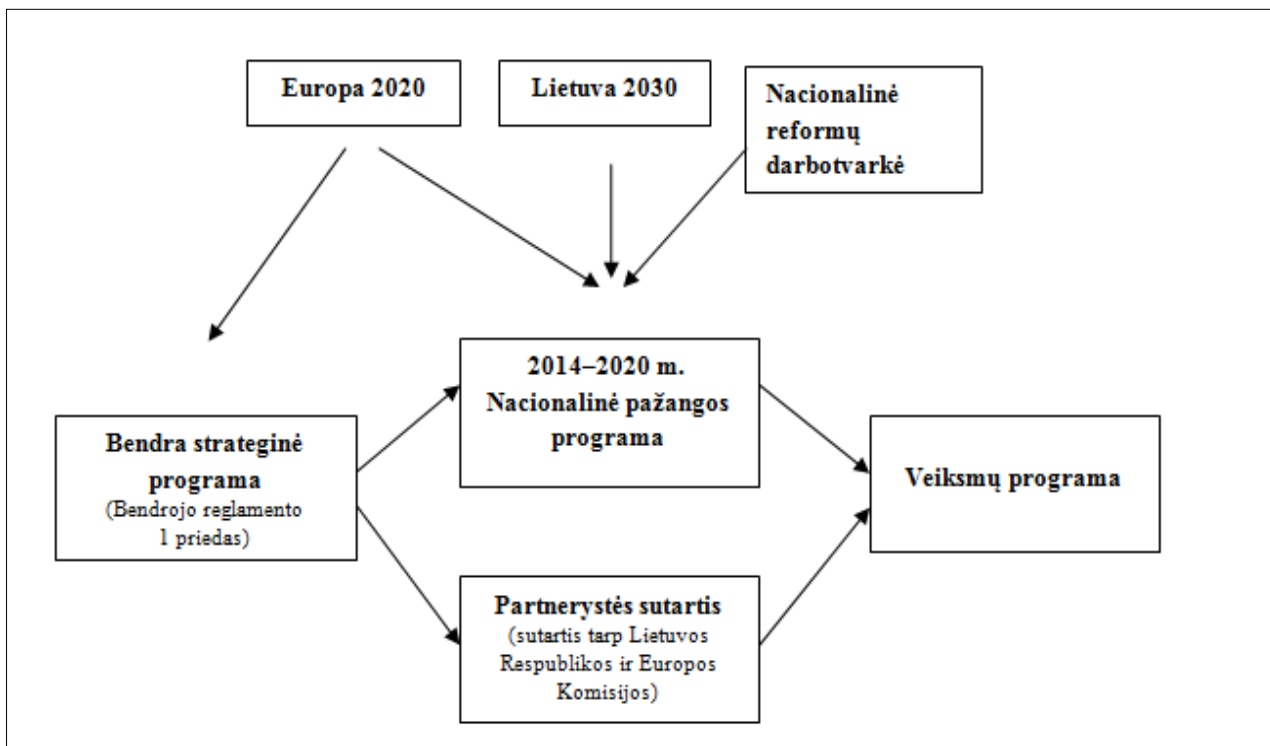 Europa 2020
Lietuva 2030
Nacionalinė
reformų
darbotvarkė
2014–2020 m.
Nacionalinė pažangos
programa
Bendra strateginė
programa
(Bendrojo reglamento
1 priedas)
Veiksmų programa
Partnerystės sutartis
(sutartis tarp Lietuvos
Respublikos ir Europos
Komisijos)